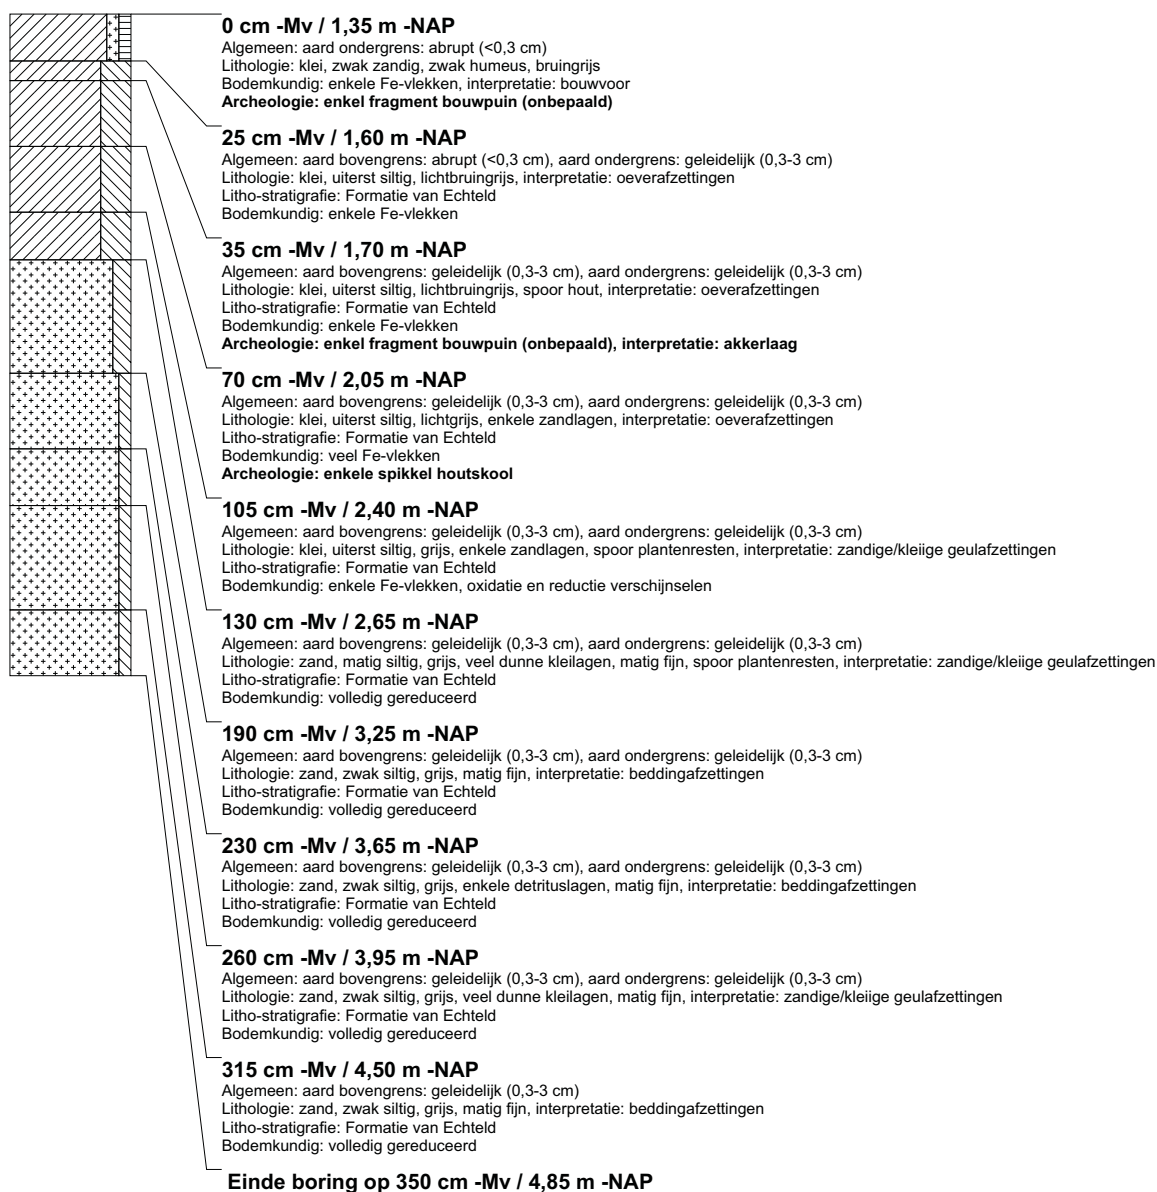 0 cm -Mv / 1,35 m -NAP
Algemeen: aard ondergrens: abrupt (<0,3 cm)
Lithologie: klei, zwak zandig, zwak humeus, bruingrijs
Bodemkundig: enkele Fe-vlekken, interpretatie: bouwvoor
Archeologie: enkel fragment bouwpuin (onbepaald)
25 cm -Mv / 1,60 m -NAP
Algemeen: aard bovengrens: abrupt (<0,3 cm), aard ondergrens: geleidelijk (0,3-3 cm)
Lithologie: klei, uiterst siltig, lichtbruingrijs, interpretatie: oeverafzettingen
Litho-stratigrafie: Formatie van Echteld
Bodemkundig: enkele Fe-vlekken
35 cm -Mv / 1,70 m -NAP
Algemeen: aard bovengrens: geleidelijk (0,3-3 cm), aard ondergrens: geleidelijk (0,3-3 cm)
Lithologie: klei, uiterst siltig, lichtbruingrijs, spoor hout, interpretatie: oeverafzettingen
Litho-stratigrafie: Formatie van Echteld
Bodemkundig: enkele Fe-vlekken
Archeologie: enkel fragment bouwpuin (onbepaald), interpretatie: akkerlaag
70 cm -Mv / 2,05 m -NAP
Algemeen: aard bovengrens: geleidelijk (0,3-3 cm), aard ondergrens: geleidelijk (0,3-3 cm)
Lithologie: klei, uiterst siltig, lichtgrijs, enkele zandlagen, interpretatie: oeverafzettingen
Litho-stratigrafie: Formatie van Echteld
Bodemkundig: veel Fe-vlekken
Archeologie: enkele spikkel houtskool
105 cm -Mv / 2,40 m -NAP
Algemeen: aard bovengrens: geleidelijk (0,3-3 cm), aard ondergrens: geleidelijk (0,3-3 cm)
Lithologie: klei, uiterst siltig, grijs, enkele zandlagen, spoor plantenresten, interpretatie: zandige/kleiige geulafzettingen
Litho-stratigrafie: Formatie van Echteld
Bodemkundig: enkele Fe-vlekken, oxidatie en reductie verschijnselen
130 cm -Mv / 2,65 m -NAP
Algemeen: aard bovengrens: geleidelijk (0,3-3 cm), aard ondergrens: geleidelijk (0,3-3 cm)
Lithologie: zand, matig siltig, grijs, veel dunne kleilagen, matig fijn, spoor plantenresten, interpretatie: zandige/kleiige geulafzettingen
Litho-stratigrafie: Formatie van Echteld
Bodemkundig: volledig gereduceerd
190 cm -Mv / 3,25 m -NAP
Algemeen: aard bovengrens: geleidelijk (0,3-3 cm), aard ondergrens: geleidelijk (0,3-3 cm)
Lithologie: zand, zwak siltig, grijs, matig fijn, interpretatie: beddingafzettingen
Litho-stratigrafie: Formatie van Echteld
Bodemkundig: volledig gereduceerd
230 cm -Mv / 3,65 m -NAP
Algemeen: aard bovengrens: geleidelijk (0,3-3 cm), aard ondergrens: geleidelijk (0,3-3 cm)
Lithologie: zand, zwak siltig, grijs, enkele detrituslagen, matig fijn, interpretatie: beddingafzettingen
Litho-stratigrafie: Formatie van Echteld
Bodemkundig: volledig gereduceerd
260 cm -Mv / 3,95 m -NAP
Algemeen: aard bovengrens: geleidelijk (0,3-3 cm), aard ondergrens: geleidelijk (0,3-3 cm)
Lithologie: zand, zwak siltig, grijs, veel dunne kleilagen, matig fijn, interpretatie: zandige/kleiige geulafzettingen
Litho-stratigrafie: Formatie van Echteld
Bodemkundig: volledig gereduceerd
315 cm -Mv / 4,50 m -NAP
Algemeen: aard bovengrens: geleidelijk (0,3-3 cm)
Lithologie: zand, zwak siltig, grijs, matig fijn, interpretatie: beddingafzettingen
Litho-stratigrafie: Formatie van Echteld
Bodemkundig: volledig gereduceerd
Einde boring op 350 cm -Mv / 4,85 m -NAP